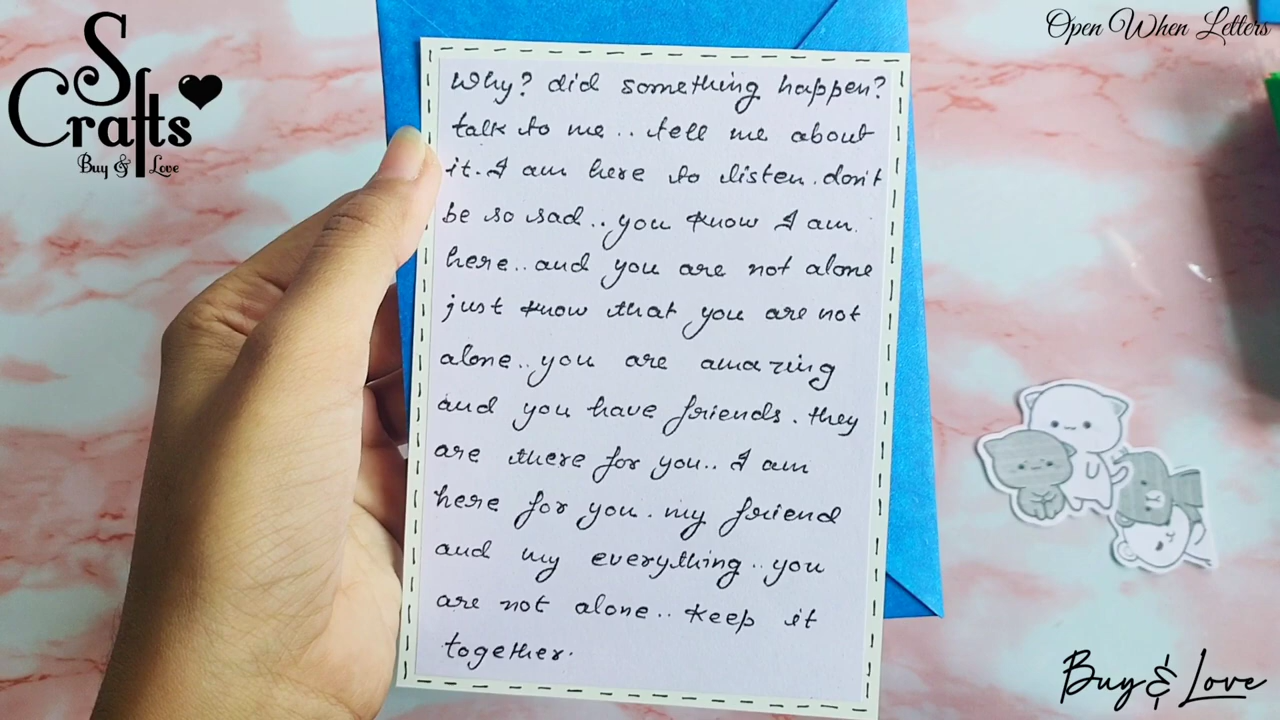 S
Crafts
Buy & Love
Open When Letters
Why? did something happen?
talk to me.. tell me about
it. I am here to listen. don't
be so sad.. you know I am.
here.. and you are not alone
just know that you are not
alone.. you are amazing
and you have friends. they
are there for you.. I am
here for you. my friend
and my everything.. you
are not alone.. keep it
together.
Buy & Love